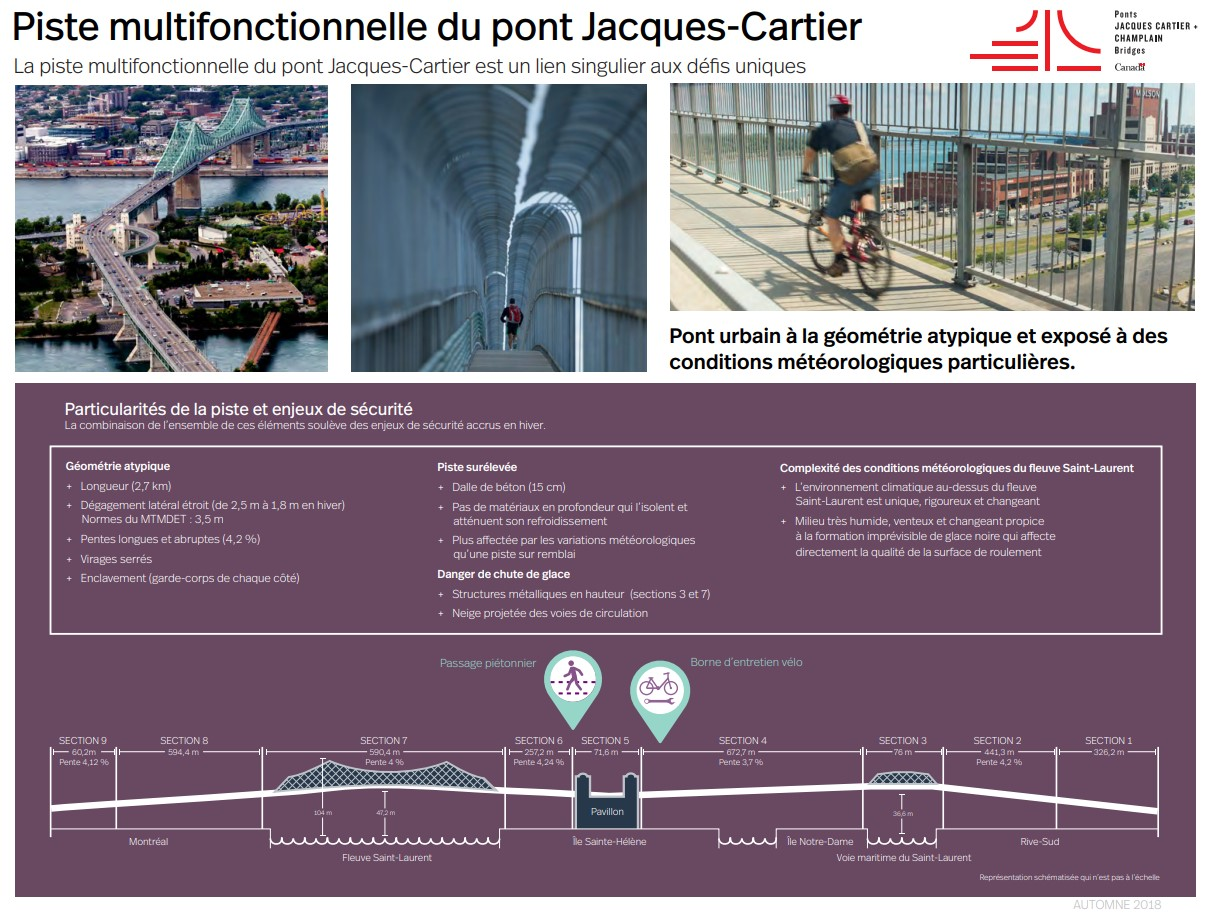 Piste multifonctionnelle du pont Jacques-Cartier
La piste multifonctionnelle du pont Jacques-Cartier est un lien singulier aux défis uniques
Ponts
JACQUES CARTIER +
CHAMPLAIN
Bridges
Canada
MOLSON
Pont urbain à la géométrie atypique et exposé à des
conditions météorologiques particulières.
Particularités de la piste et enjeux de sécurité
La combinaison de l'ensemble de ces éléments soulève des enjeux de sécurité accrus en hiver.
Géométrie atypique
+ Longueur (2,7 km)
+ Dégagement latéral étroit (de 2,5 m à 1,8 m en hiver)
Normes du MTMDET : 3,5 m
+ Pentes longues et abruptes (4,2 %)
+ Virages serrés
+ Enclavement (garde-corps de chaque côté)
Piste surélevée
+ Dalle de béton (15 cm)
+ Pas de matériaux en profondeur qui l'isolent et
atténuent son refroidissement
+ Plus affectée par les variations météorologiques
qu'une piste sur remblai
Danger de chute de glace
+ Structures métalliques en hauteur (sections 3 et 7)
+ Neige projetée des voies de circulation
Complexité des conditions météorologiques du fleuve Saint-Laurent
+ L'environnement climatique au-dessus du fleuve
Saint-Laurent est unique, rigoureux et changeant
+ Milieu très humide, venteux et changeant propice
à la formation imprévisible de glace noire qui affecte
directement la qualité de la surface de roulement
Passage piétonnier
Borne d'entretien vélo
SECTION 9
60,2m
Pente 4,12 %
SECTION 8
594,4 m
SECTION 7
590,4 m
Pente 4 %
SECTION 6
257,2 m
Pente 4,24 %
SECTION 5
71,6 m
SECTION 4
672,7 m
Pente 3,7 %
SECTION 3
76 m
SECTION 2
441,3 m
Pente 4,2 %
SECTION 1
326,2 m
104 m
47,2 m
Pavillon
36,6 m
Montréal
Fleuve Saint-Laurent
Île Sainte-Hélène
Île Notre-Dame
Voie maritime du Saint-Laurent
Rive-Sud
Représentation schématisée qui n'est pas à l'échelle
AUTOMNE 2018